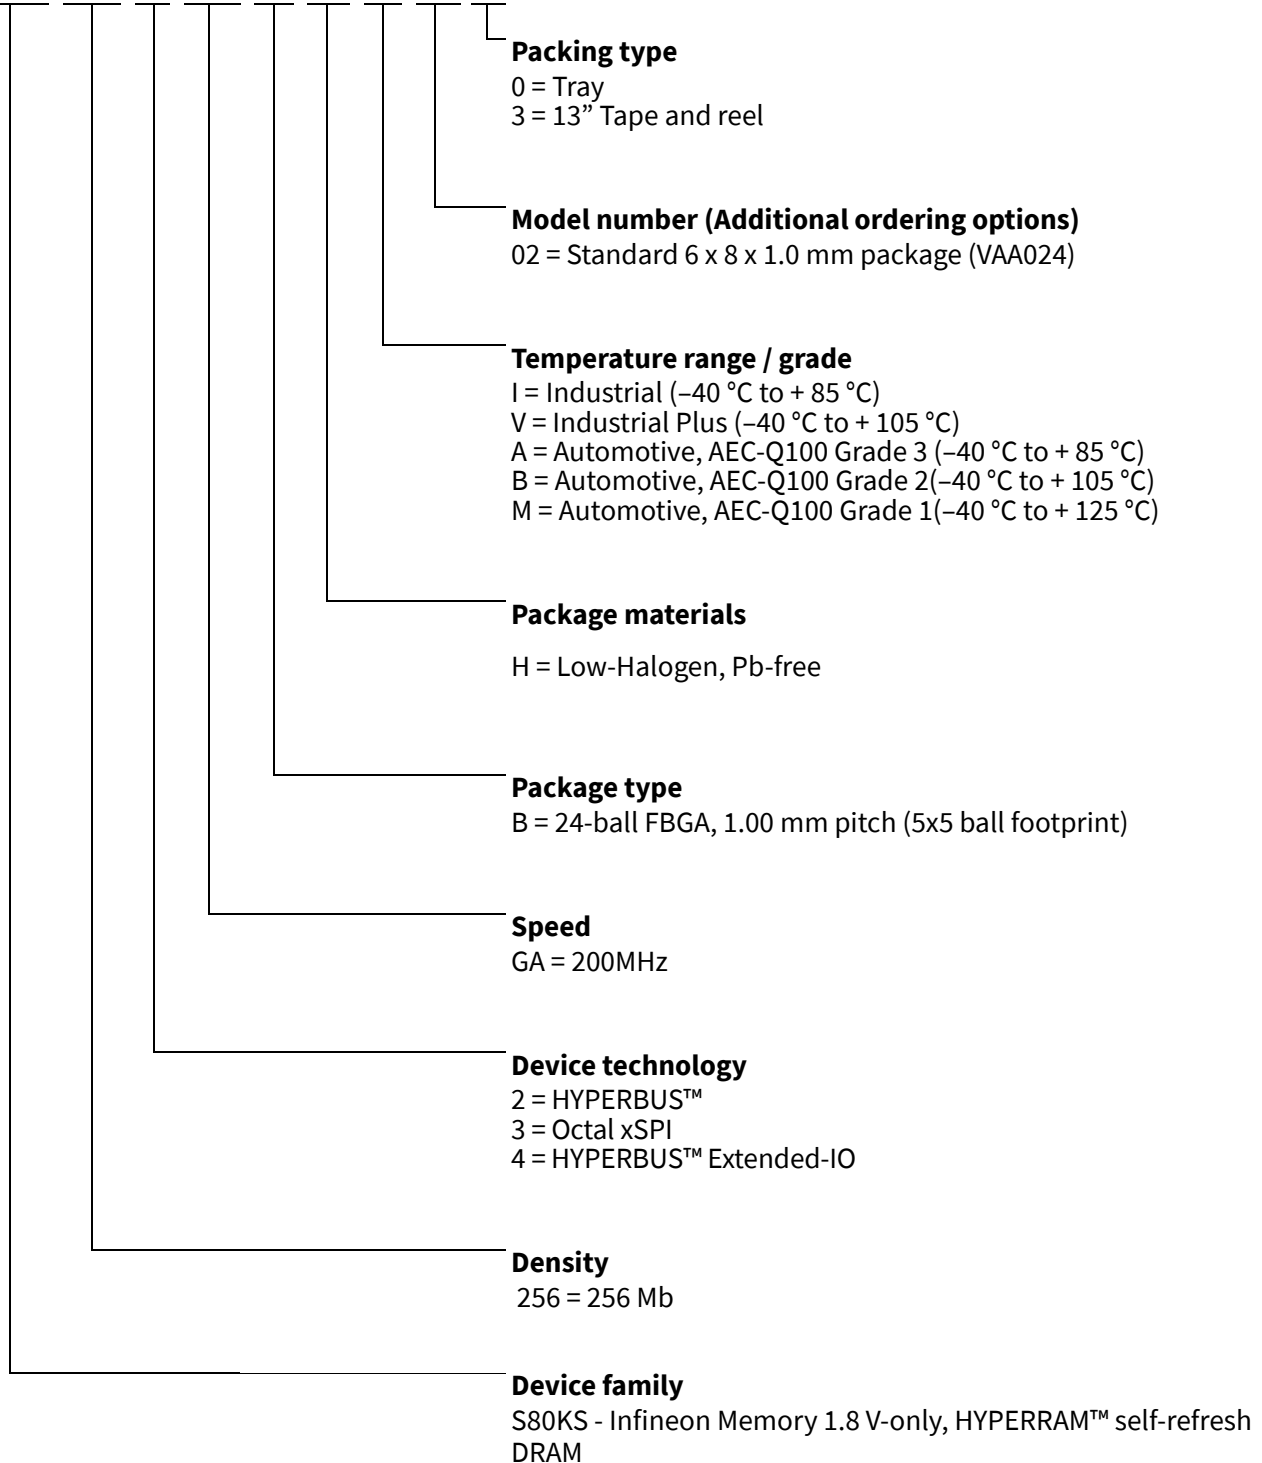 Packing type
0 = Tray
3 = 13” Tape and reel
Model number (Additional ordering options)
02 = Standard 6 x 8 x 1.0 mm package (VAA024)
Temperature range / grade
I = Industrial (–40 °C to + 85 °C)
V = Industrial Plus (–40 °C to + 105 °C)
A = Automotive, AEC-Q100 Grade 3 (–40 °C to + 85 °C)
B = Automotive, AEC-Q100 Grade 2(–40 °C to + 105 °C)
M = Automotive, AEC-Q100 Grade 1(–40 °C to + 125 °C)
Package materials
H = Low-Halogen, Pb-free
Package type
B = 24-ball FBGA, 1.00 mm pitch (5x5 ball footprint)
Speed
GA = 200MHz
Device technology
2 = HYPERBUS™
3 = Octal xSPI
4 = HYPERBUS™ Extended-IO
Density
256 = 256 Mb
Device family
S80KS - Infineon Memory 1.8 V-only, HYPERRAM™ self-refresh
DRAM